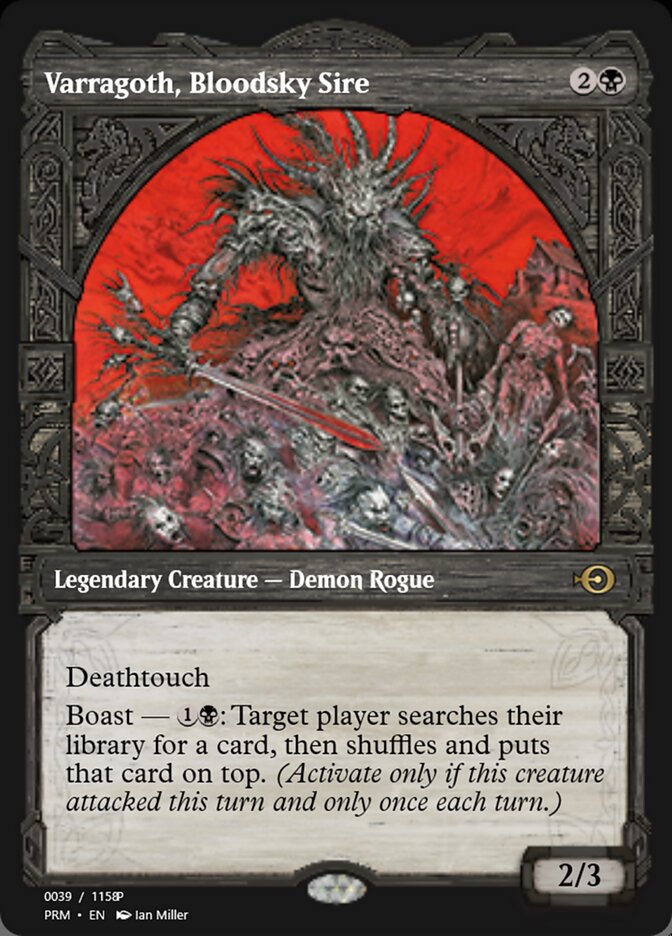 Varragoth, Bloodsky Sire 2
Legendary Creature — Demon Rogue
Deathtouch
Boast — 1 : Target player searches their
library for a card, then shuffles and puts
that card on top. (Activate only if this creature
attacked this turn and only once each turn.)
2/3
0039 / 1158P
PRM • EN Ian Miller